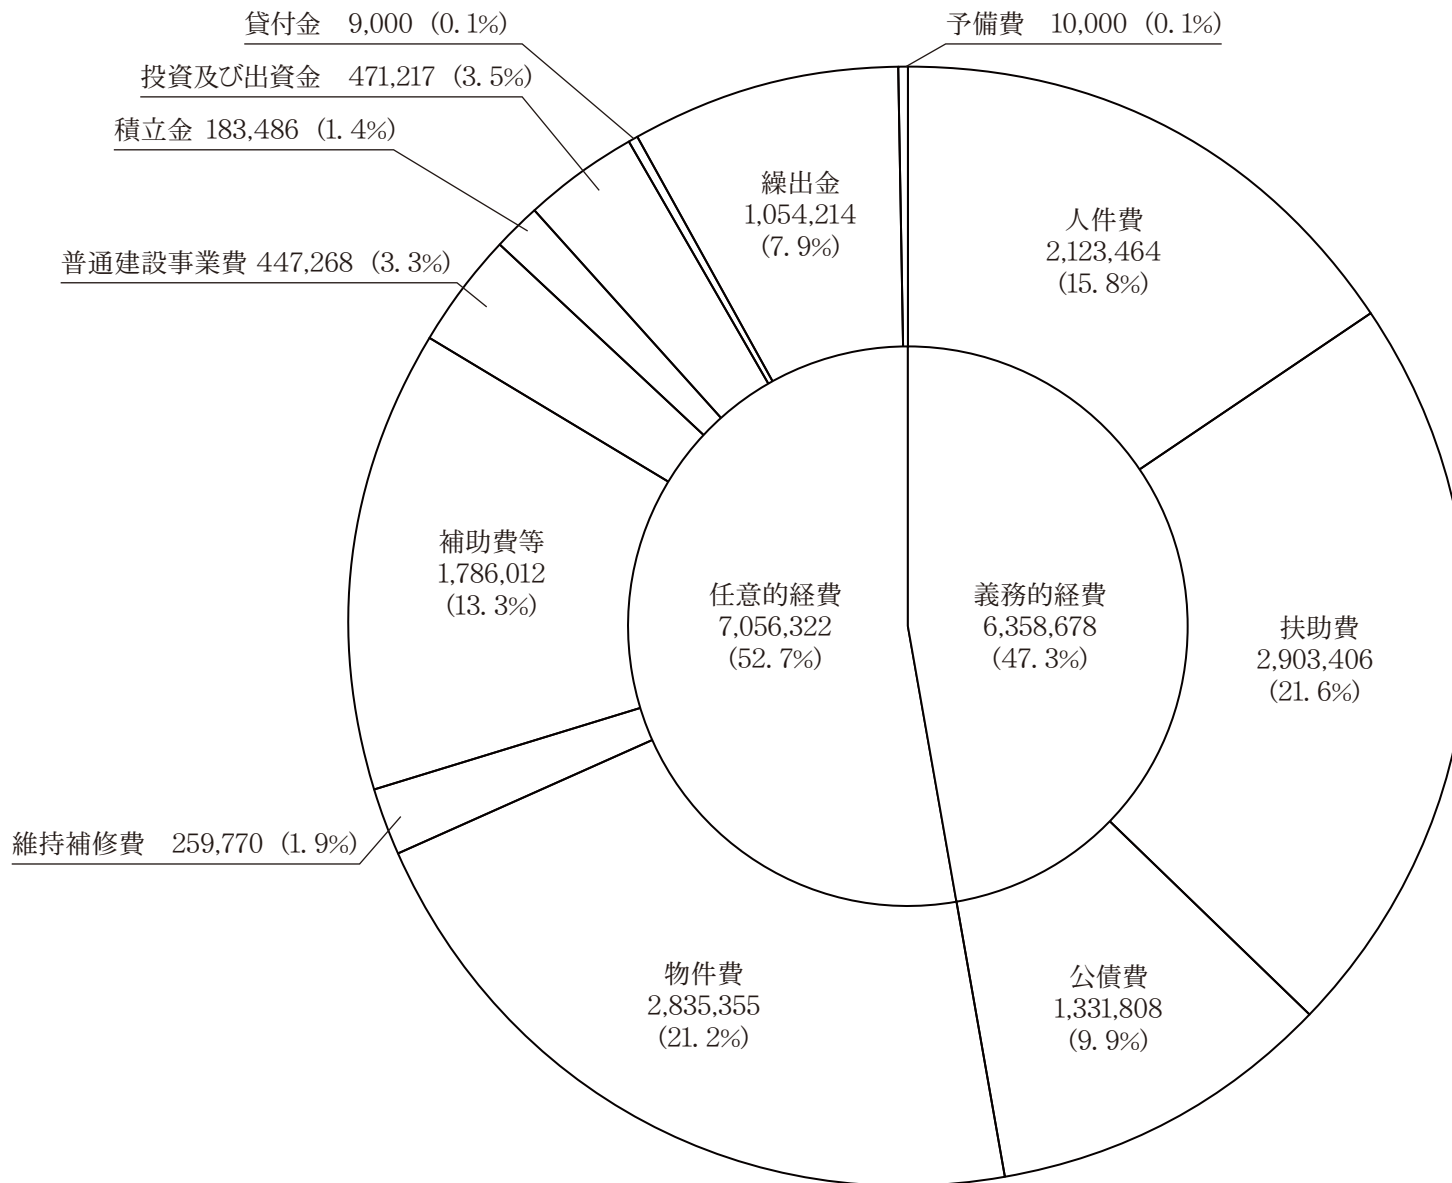 貸付金　9,000 (0.1%)
予備費　10,000 (0.1%)
投資及び出資金　471,217 (3.5%)
積立金 183,486 (1.4%)
普通建設事業費 447,268 (3.3%)
繰出金
1,054,214
(7.9%)
人件費
2,123,464
(15.8%)
補助費等
1,786,012
(13.3%)
任意的経費
7,056,322
(52.7%)
義務的経費
6,358,678
(47.3%)
扶助費
2,903,406
(21.6%)
維持補修費　259,770 (1.9%)
物件費
2,835,355
(21.2%)
公債費
1,331,808
(9.9%)